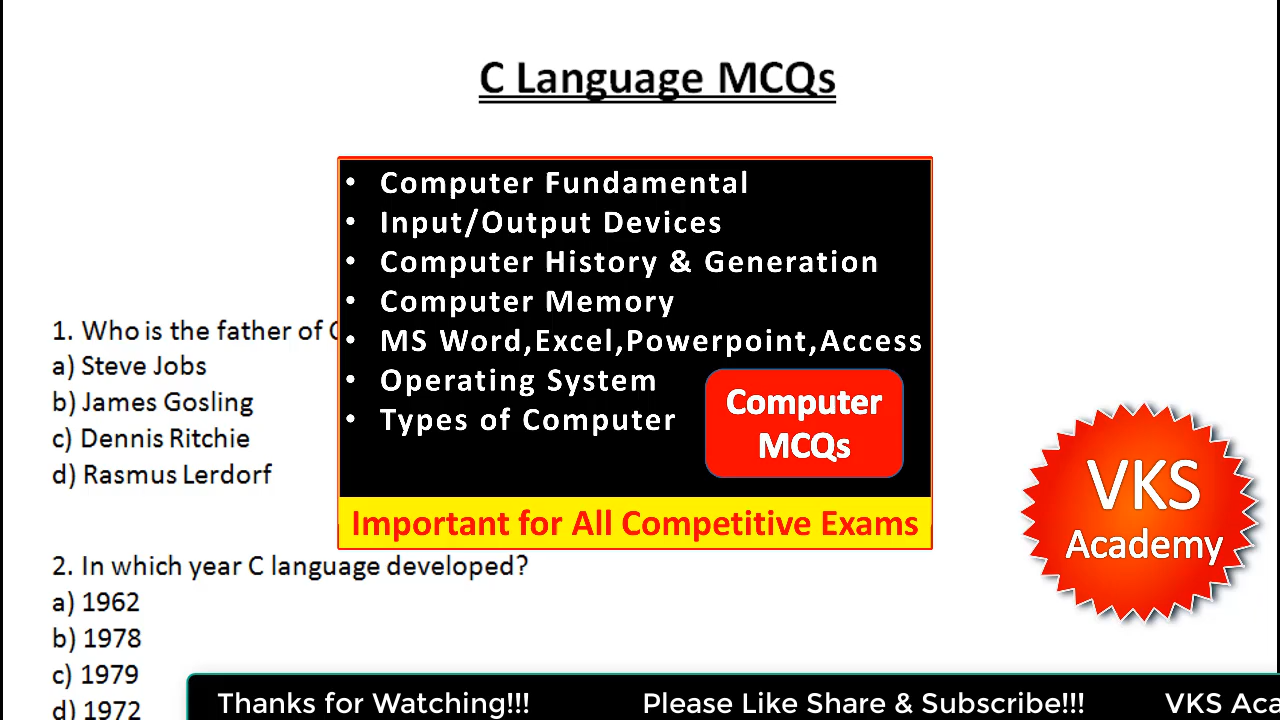 C Language MCQs
• Computer Fundamental
• Input/Output Devices
• Computer History & Generation
• Computer Memory
• MS Word,Excel,Powerpoint,Access
• Operating System
• Types of Computer
Computer
MCQs
Important for All Competitive Exams
1. Who is the father of
a) Steve Jobs
b) James Gosling
c) Dennis Ritchie
d) Rasmus Lerdorf
VKS
Academy
2. In which year C language developed?
a) 1962
b) 1978
c) 1979
d) 1972
Thanks for Watching!!! Please Like Share & Subscribe!!! VKS